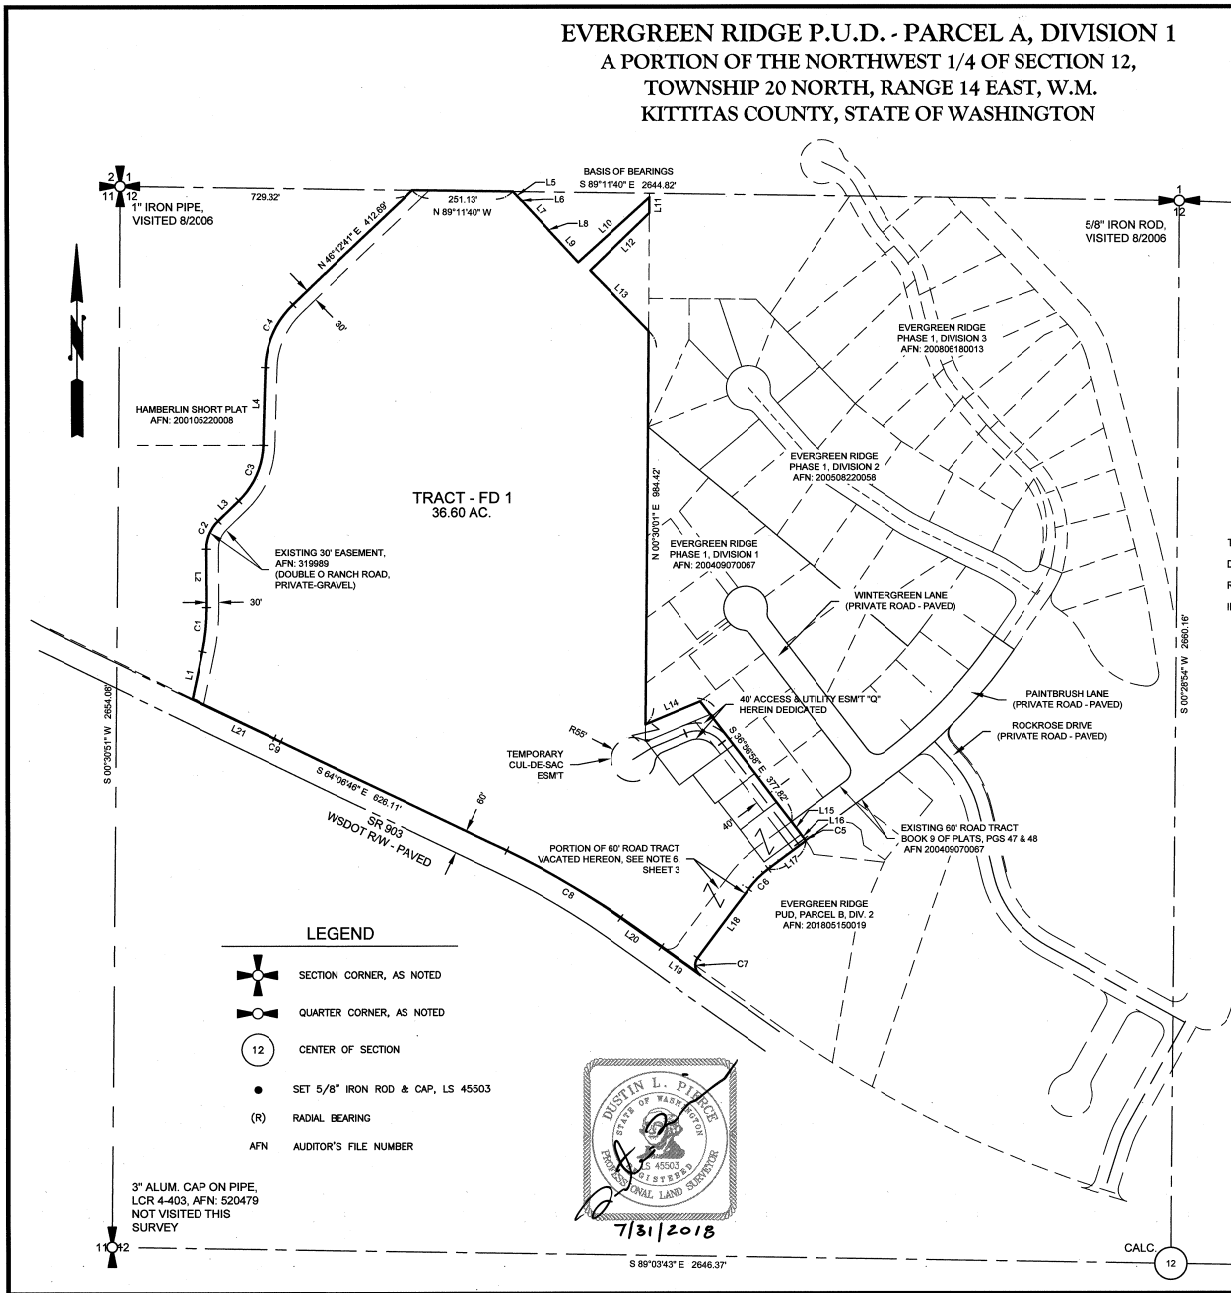 EVERGREEN RIDGE P.U.D. - PARCEL A, DIVISION 1
A PORTION OF THE NORTHWEST 1/4 OF SECTION 12,
TOWNSHIP 20 NORTH, RANGE 14 EAST, W.M.
KITTITAS COUNTY, STATE OF WASHINGTON
2 1
11 12
1" IRON PIPE,
VISITED 8/2006
729.32'
251.13'
N 89°11'40" W
L5
L6
L7
L8
L9
L10
L11
L12
L13
BASIS OF BEARINGS
S 89°11'40" E 2644.82'
1
12
5/8" IRON ROD,
VISITED 8/2006
N
N 46°12'41" E 412.69'
30'
C4
L4
HAMBERLIN SHORT PLAT
AFN: 200105220008
C3
L3
C2
L2
C1
L1
TRACT - FD 1
36.60 AC.
EXISTING 30' EASEMENT,
AFN: 319989
(DOUBLE O RANCH ROAD,
PRIVATE-GRAVEL)
30'
N 00°30'01" E 984.42'
EVERGREEN RIDGE
PHASE 1, DIVISION 3
AFN: 200806180013
EVERGREEN RIDGE
PHASE 1, DIVISION 2
AFN: 200508220058
EVERGREEN RIDGE
PHASE 1, DIVISION 1
AFN: 200409070067
WINTERGREEN LANE
(PRIVATE ROAD - PAVED)
PAINTBRUSH LANE
(PRIVATE ROAD - PAVED)
ROCKROSE DRIVE
(PRIVATE ROAD - PAVED)
S 00°28'54" W 2660.16'
S 00°30'51" W 2654.08'
L14
40' ACCESS & UTILITY ESM'T "Q"
HEREIN DEDICATED
R55'
TEMPORARY
CUL-DE-SAC
ESM'T
S 36°56'58" E 377.82'
40'
L21
C9
S 64°06'46" E 626.11'
60'
SR 903
WSDOT R/W - PAVED
L15
L16
C5
L17
C6
EXISTING 60' ROAD TRACT
BOOK 9 OF PLATS, PGS 47 & 48
AFN 200409070067
PORTION OF 60' ROAD TRACT
VACATED HEREON, SEE NOTE 6
SHEET 3
EVERGREEN RIDGE
PUD, PARCEL B, DIV. 2
AFN: 201805150019
C8
L20
L18
L19
C7
LEGEND
SECTION CORNER, AS NOTED
QUARTER CORNER, AS NOTED
12 CENTER OF SECTION
SET 5/8" IRON ROD & CAP, LS 45503
(R) RADIAL BEARING
AFN AUDITOR'S FILE NUMBER
DUSTIN L. PIERCE
STATE OF WASHINGTON
LS 45503
REGISTERED
PROFESSIONAL LAND SURVEYOR
7/31/2018
3" ALUM. CAP ON PIPE,
LCR 4-403, AFN: 520479
NOT VISITED THIS
SURVEY
11 12
S 89°03'43" E 2646.37'
CALC.
12